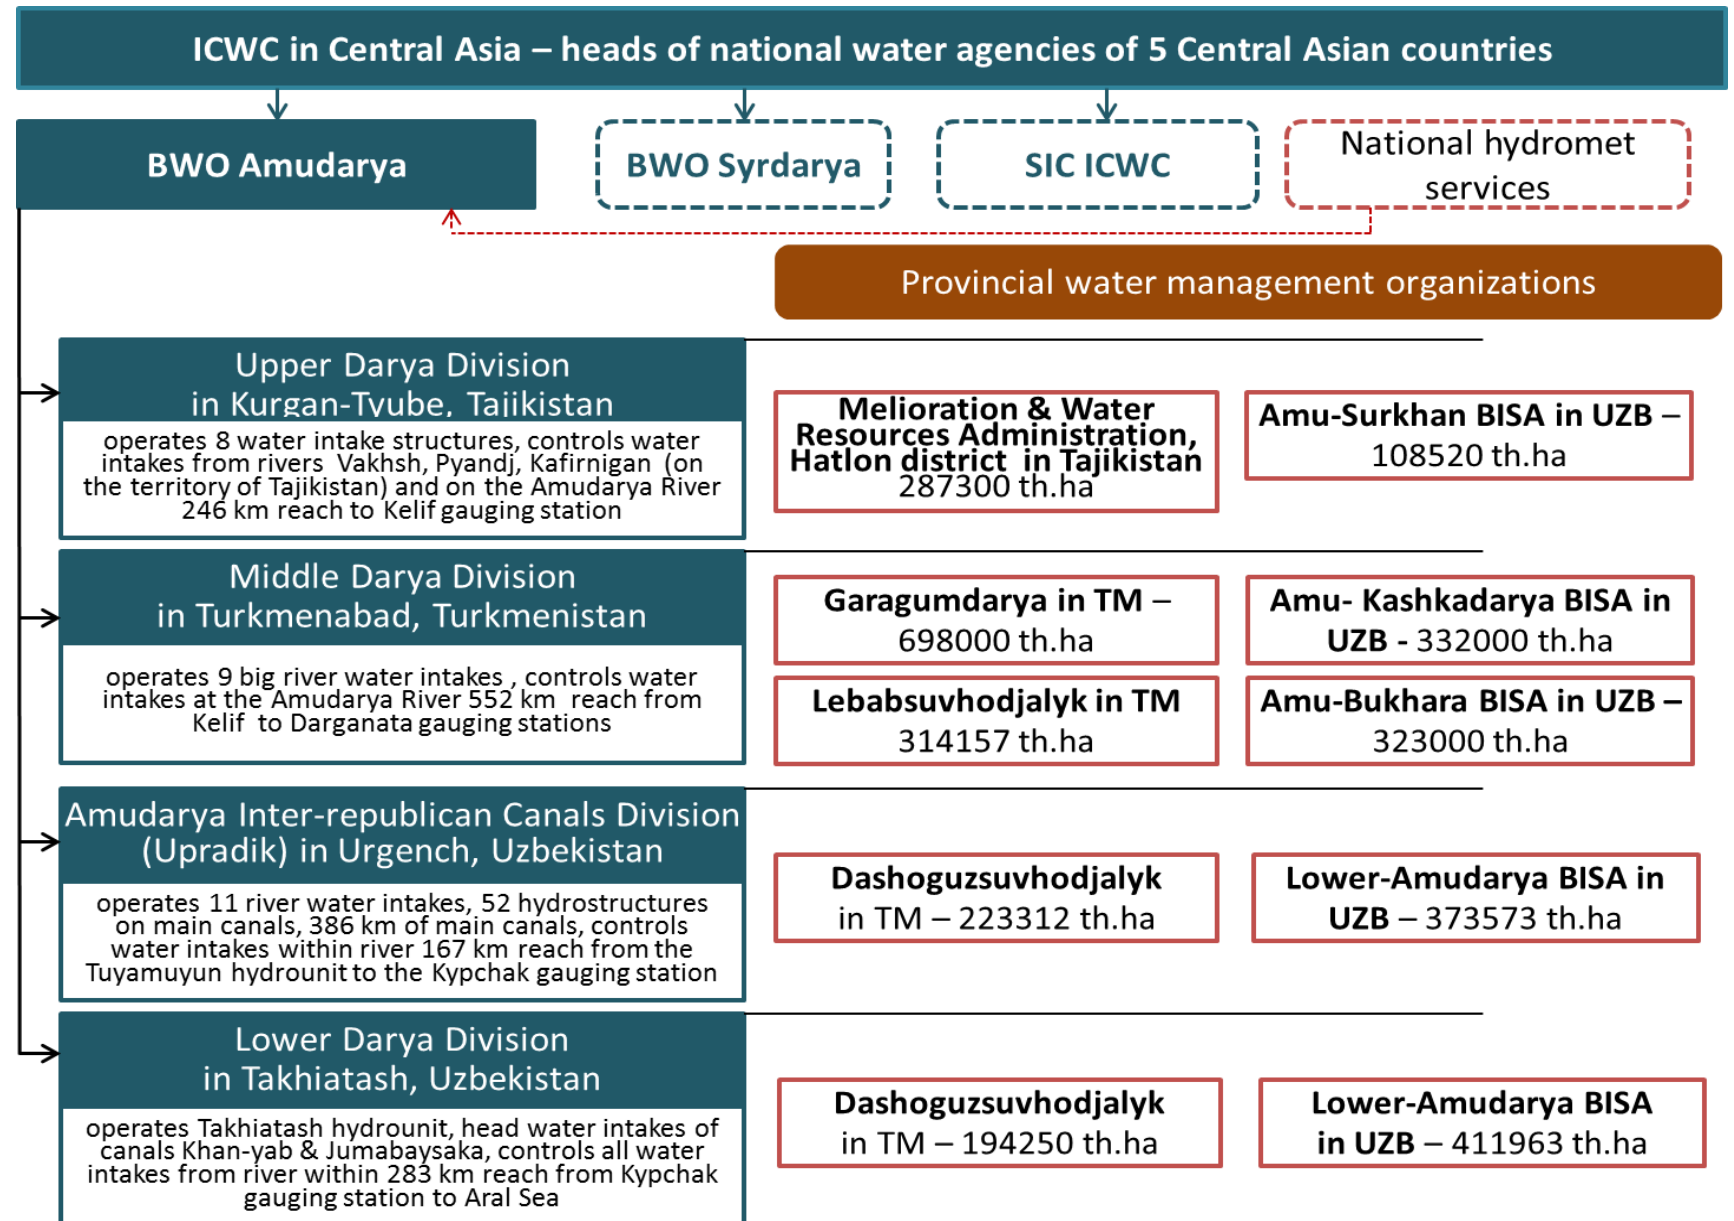 ICWC in Central Asia – heads of national water agencies of 5 Central Asian countries
BWO Amudarya
BWO Syrdarya
SIC ICWC
National hydromet
services
Provincial water management organizations
Upper Darya Division
in Kurgan-Tyube, Tajikistan
operates 8 water intake structures, controls water
intakes from rivers Vakhsh, Pyandj, Kafirnigan (on
the territory of Tajikistan) and on the Amudarya River
246 km reach to Kelif gauging station
Melioration & Water
Resources Administration,
Hatlon district in Tajikistan
287300 th.ha
Amu-Surkhan BISA in UZB –
108520 th.ha
Middle Darya Division
in Turkmenabad, Turkmenistan
operates 9 big river water intakes , controls water
intakes at the Amudarya River 552 km reach from
Kelif to Darganata gauging stations
Garagumdarya in TM –
698000 th.ha
Amu- Kashkadarya BISA in
UZB - 332000 th.ha
Lebabsuvhodjalyk in TM
314157 th.ha
Amu-Bukhara BISA in UZB –
323000 th.ha
Amudarya Inter-republican Canals Division
(Upradik) in Urgench, Uzbekistan
operates 11 river water intakes, 52 hydrostructures
on main canals, 386 km of main canals, controls
water intakes within river 167 km reach from the
Tuyamuyun hydrounit to the Kypchak gauging station
Dashoguzsuvhodjalyk
in TM – 223312 th.ha
Lower-Amudarya BISA in
UZB – 373573 th.ha
Lower Darya Division
in Takhiatash, Uzbekistan
operates Takhiatash hydrounit, head water intakes of
canals Khan-yab & Jumabaysaka, controls all water
intakes from river within 283 km reach from Kypchak
gauging station to Aral Sea
Dashoguzsuvhodjalyk
in TM – 194250 th.ha
Lower-Amudarya BISA
in UZB – 411963 th.ha